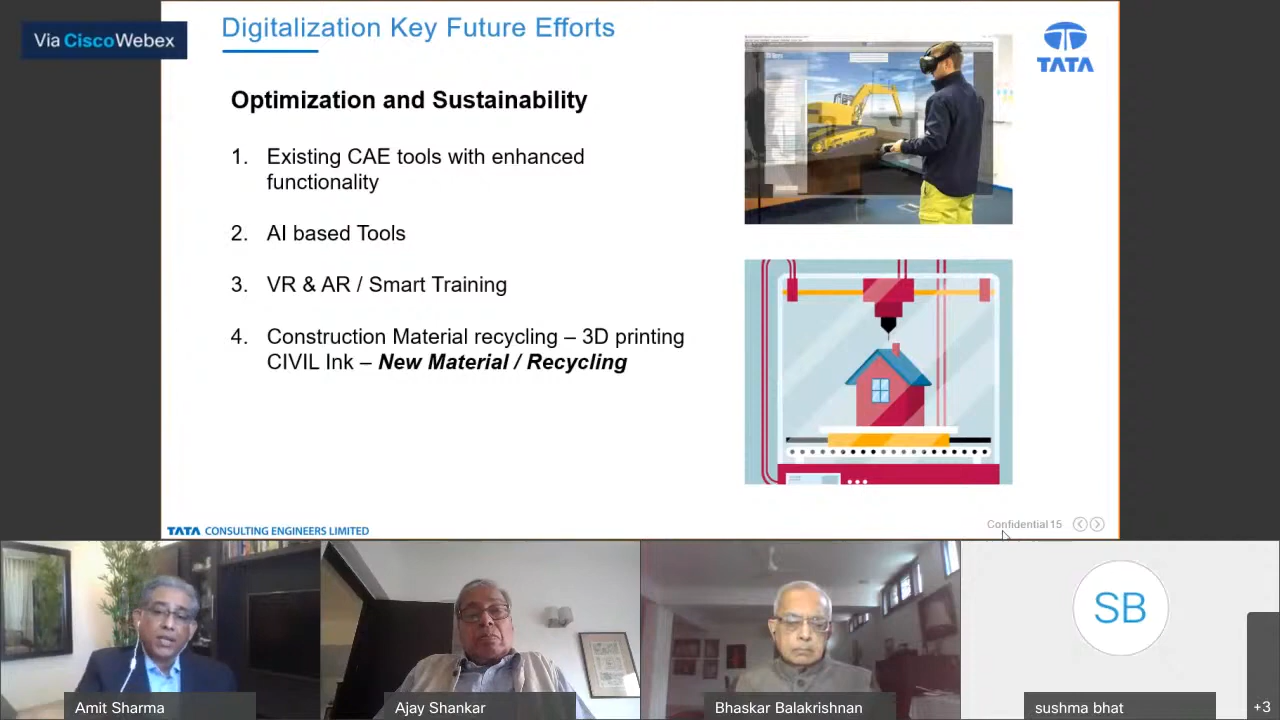 Via Cisco Webex
Digitalization Key Future Efforts
TATA
Optimization and Sustainability
1. Existing CAE tools with enhanced
functionality
2. AI based Tools
3. VR & AR / Smart Training
4. Construction Material recycling – 3D printing
CIVIL Ink – New Material / Recycling
TATA CONSULTING ENGINEERS LIMITED
Confidential 15
SB
Amit Sharma
Ajay Shankar
Bhaskar Balakrishnan
sushma bhat
+3